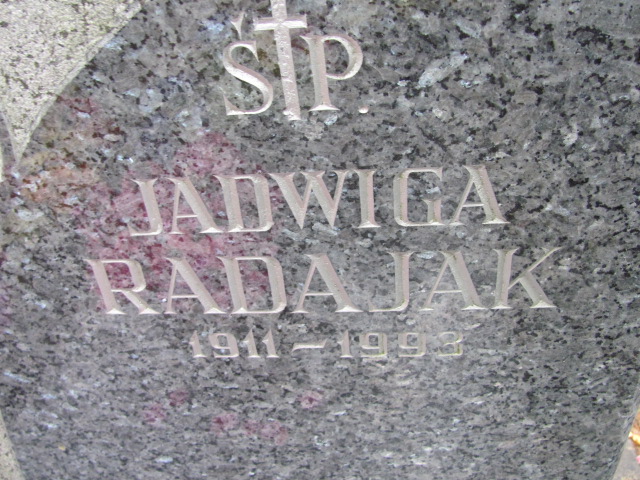 ŚP.
JADWIGA
RADAJAK
1911-1993